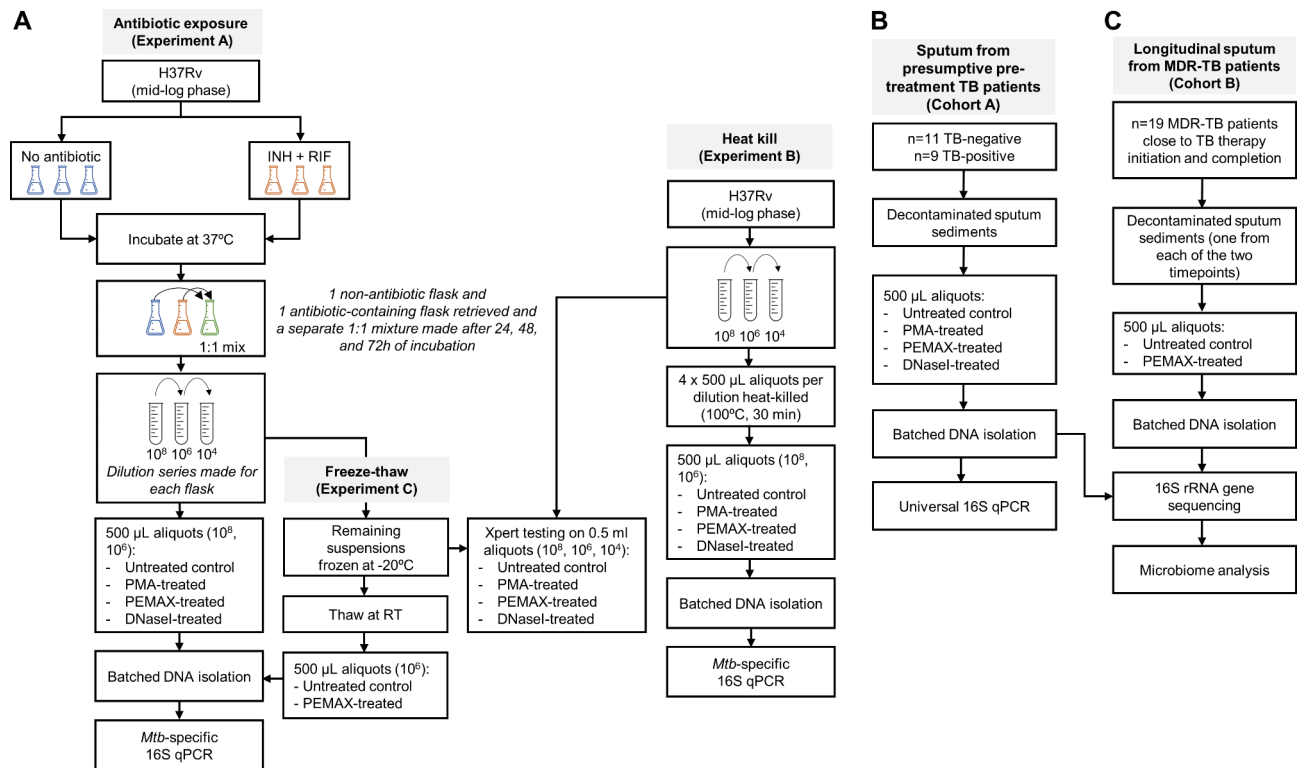 A
Antibiotic exposure
(Experiment A)
H37Rv
(mid-log phase)
No antibiotic
INH + RIF
Incubate at 37ºC
1:1 mix
1 non-antibiotic flask and
1 antibiotic-containing flask retrieved and
a separate 1:1 mixture made after 24, 48,
and 72h of incubation
10⁸ 10⁶ 10⁴
Dilution series made for
each flask
500 µL aliquots (10⁸,
10⁶):
- Untreated control
- PMA-treated
- PEMAX-treated
- DNaseI-treated
Batched DNA isolation
Mtb-specific
16S qPCR
Freeze-thaw
(Experiment C)
Remaining
suspensions
frozen at -20ºC
Thaw at RT
500 µL aliquots (10⁶):
- Untreated control
- PEMAX-treated
Xpert testing on 0.5 ml
aliquots (10⁸, 10⁶, 10⁴):
- Untreated control
- PMA-treated
- PEMAX-treated
- DNaseI-treated
Heat kill
(Experiment B)
H37Rv
(mid-log phase)
10⁸ 10⁶ 10⁴
4 x 500 µL aliquots per
dilution heat-killed
(100ºC, 30 min)
500 µL aliquots (10⁸,
10⁶):
- Untreated control
- PMA-treated
- PEMAX-treated
- DNaseI-treated
Batched DNA isolation
Mtb-specific
16S qPCR
B
Sputum from
presumptive pre-
treatment TB patients
(Cohort A)
n=11 TB-negative
n=9 TB-positive
Decontaminated sputum
sediments
500 µL aliquots:
- Untreated control
- PMA-treated
- PEMAX-treated
- DNaseI-treated
Batched DNA isolation
Universal 16S qPCR
C
Longitudinal sputum
from MDR-TB patients
(Cohort B)
n=19 MDR-TB patients
close to TB therapy
initiation and completion
Decontaminated sputum
sediments (one from
each of the two
timepoints)
500 µL aliquots:
- Untreated control
- PEMAX-treated
Batched DNA isolation
16S rRNA gene
sequencing
Microbiome analysis